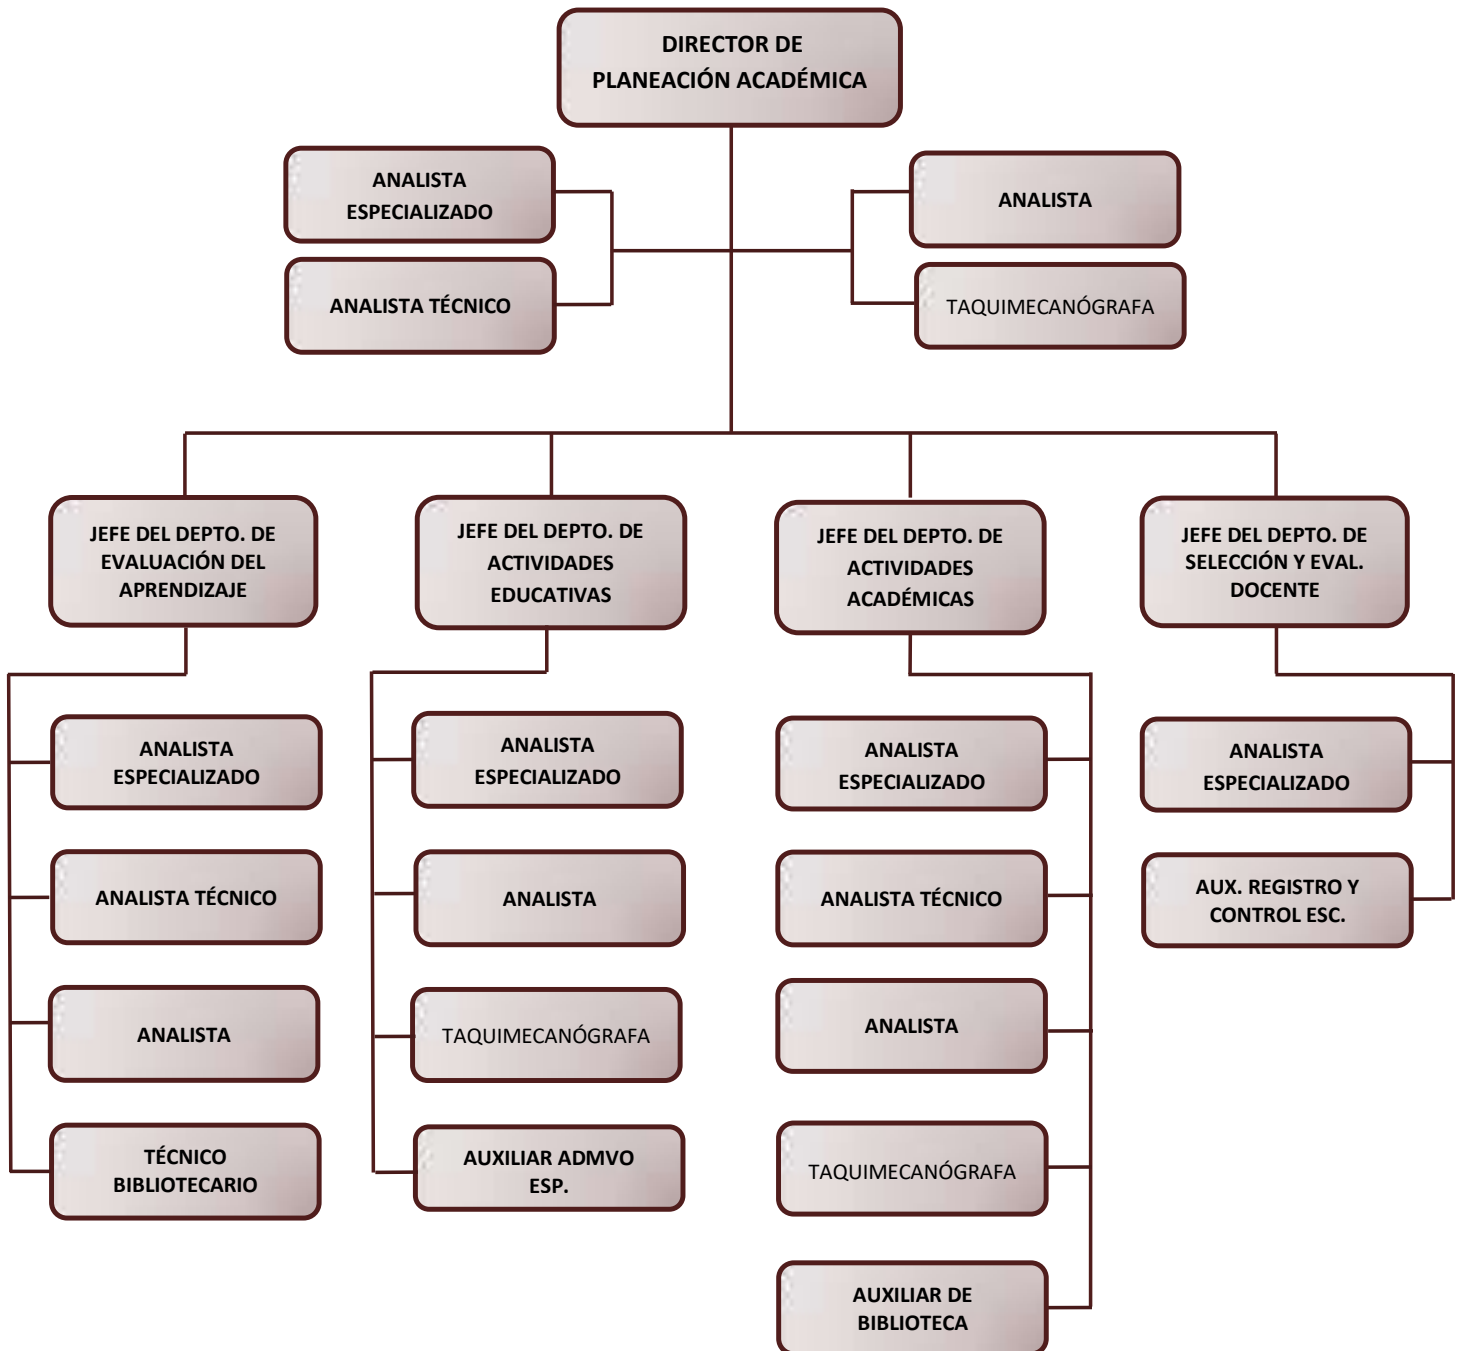 DIRECTOR DE
PLANEACIÓN ACADÉMICA
ANALISTA
ESPECIALIZADO
ANALISTA
ANALISTA TÉCNICO
TAQUIMECANÓGRAFA
JEFE DEL DEPTO. DE
EVALUACIÓN DEL
APRENDIZAJE
JEFE DEL DEPTO. DE
ACTIVIDADES
EDUCATIVAS
JEFE DEL DEPTO. DE
ACTIVIDADES
ACADÉMICAS
JEFE DEL DEPTO. DE
SELECCIÓN Y EVAL.
DOCENTE
ANALISTA
ESPECIALIZADO
ANALISTA TÉCNICO
ANALISTA
TÉCNICO
BIBLIOTECARIO
ANALISTA
ESPECIALIZADO
ANALISTA
TAQUIMECANÓGRAFA
AUXILIAR ADMVO
ESP.
ANALISTA
ESPECIALIZADO
ANALISTA TÉCNICO
ANALISTA
TAQUIMECANÓGRAFA
AUXILIAR DE
BIBLIOTECA
ANALISTA
ESPECIALIZADO
AUX. REGISTRO Y
CONTROL ESC.